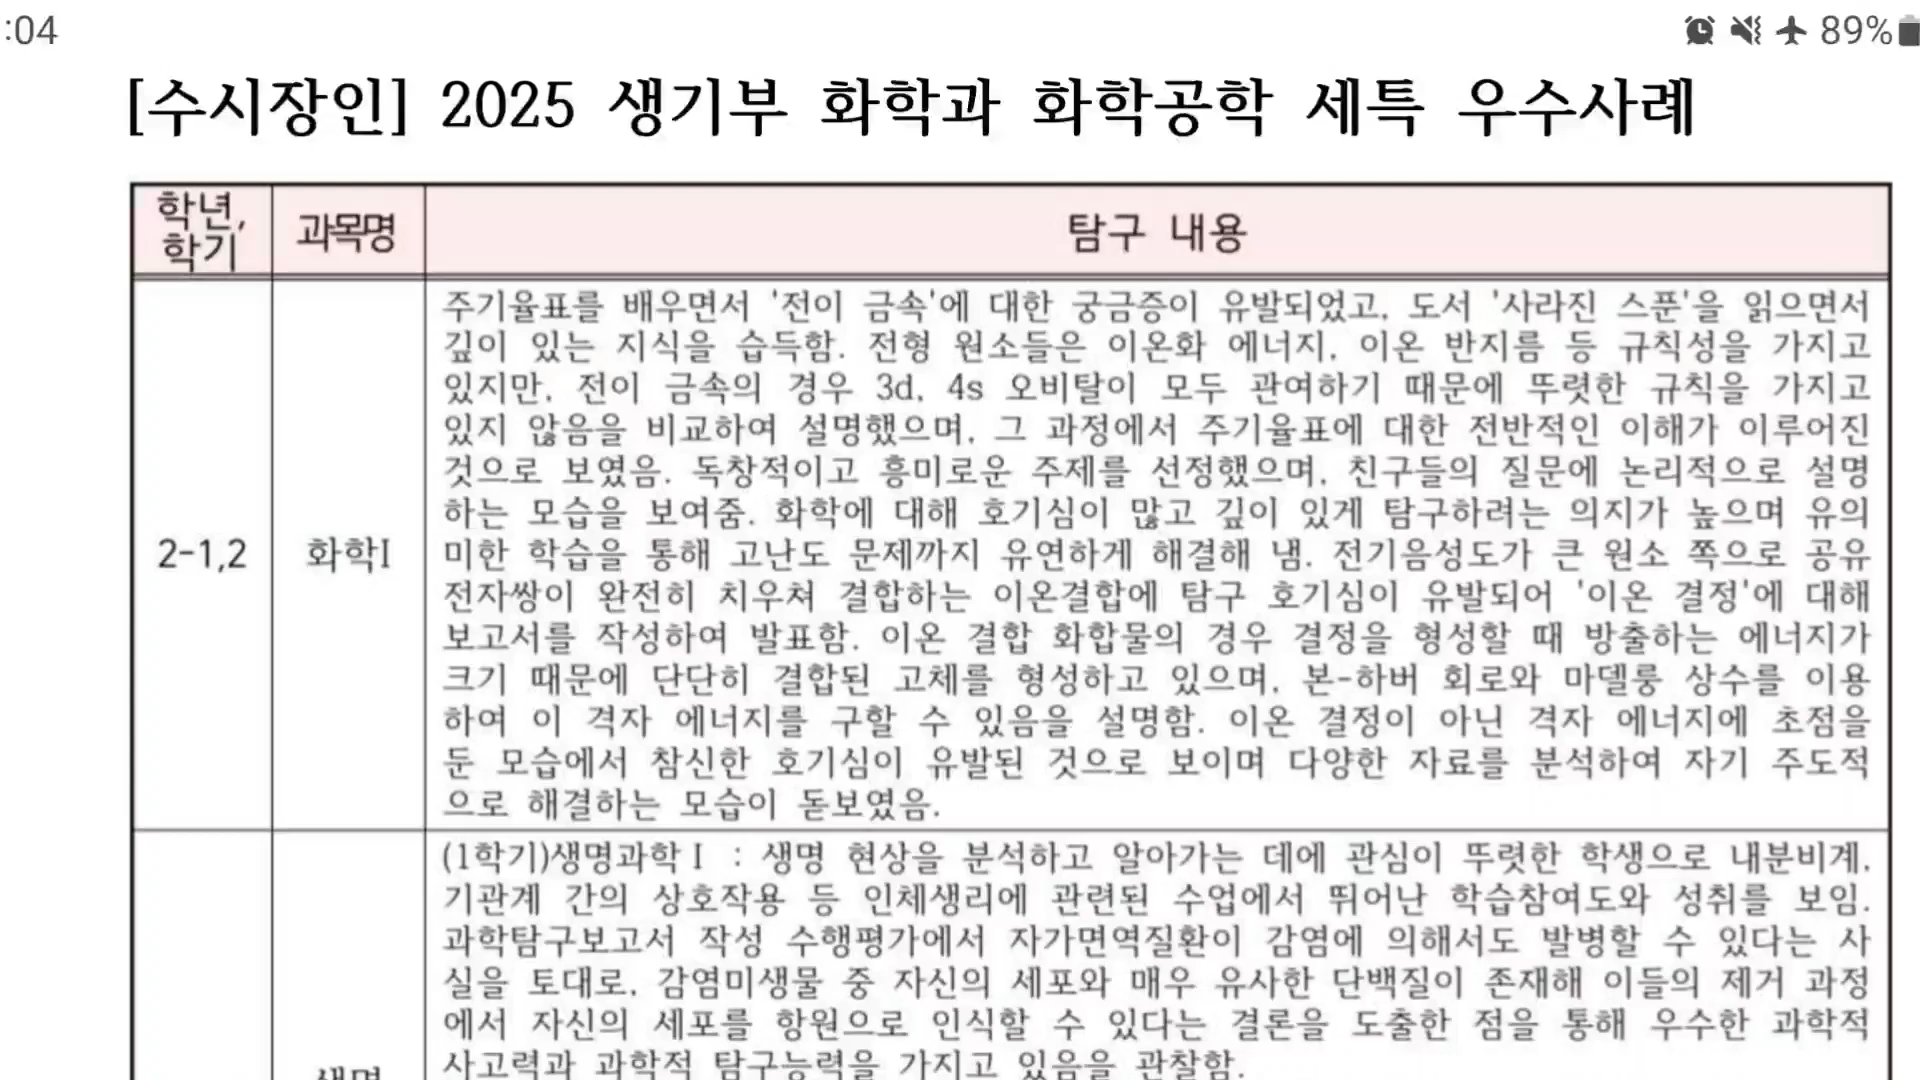 :04
89%
[수시장인] 2025 생기부 화학과 화학공학 세특 우수사례
학년, 학기
과목명
탐구 내용
2-1,2
화학Ⅰ
주기율표를 배우면서 '전이 금속'에 대한 궁금증이 유발되었고, 도서 '사라진 스푼'을 읽으면서
깊이 있는 지식을 습득함. 전형 원소들은 이온화 에너지, 이온 반지름 등 규칙성을 가지고
있지만, 전이 금속의 경우 3d, 4s 오비탈이 모두 관여하기 때문에 뚜렷한 규칙을 가지고
있지 않음을 비교하여 설명했으며, 그 과정에서 주기율표에 대한 전반적인 이해가 이루어진
것으로 보였음. 독창적이고 흥미로운 주제를 선정했으며, 친구들의 질문에 논리적으로 설명
하는 모습을 보여줌. 화학에 대해 호기심이 많고 깊이 있게 탐구하려는 의지가 높으며 유의
미한 학습을 통해 고난도 문제까지 유연하게 해결해 냄. 전기음성도가 큰 원소 쪽으로 공유
전자쌍이 완전히 치우쳐 결합하는 이온결합에 탐구 호기심이 유발되어 '이온 결정'에 대해
보고서를 작성하여 발표함. 이온 결합 화합물의 경우 결정을 형성할 때 방출하는 에너지가
크기 때문에 단단히 결합된 고체를 형성하고 있으며, 본-하버 회로와 마델룽 상수를 이용
하여 이 격자 에너지를 구할 수 있음을 설명함. 이온 결정이 아닌 격자 에너지에 초점을
둔 모습에서 참신한 호기심이 유발된 것으로 보이며 다양한 자료를 분석하여 자기 주도적
으로 해결하는 모습이 돋보였음.
(1학기)생명과학Ⅰ : 생명 현상을 분석하고 알아가는 데에 관심이 뚜렷한 학생으로 내분비계,
기관계 간의 상호작용 등 인체생리에 관련된 수업에서 뛰어난 학습참여도와 성취를 보임.
과학탐구보고서 작성 수행평가에서 자가면역질환이 감염에 의해서도 발병할 수 있다는 사
실을 토대로, 감염미생물 중 자신의 세포와 매우 유사한 단백질이 존재해 이들의 제거 과정
에서 자신의 세포를 항원으로 인식할 수 있다는 결론을 도출한 점을 통해 우수한 과학적
사고력과 과학적 탐구능력을 가지고 있음을 관찰함.
생명